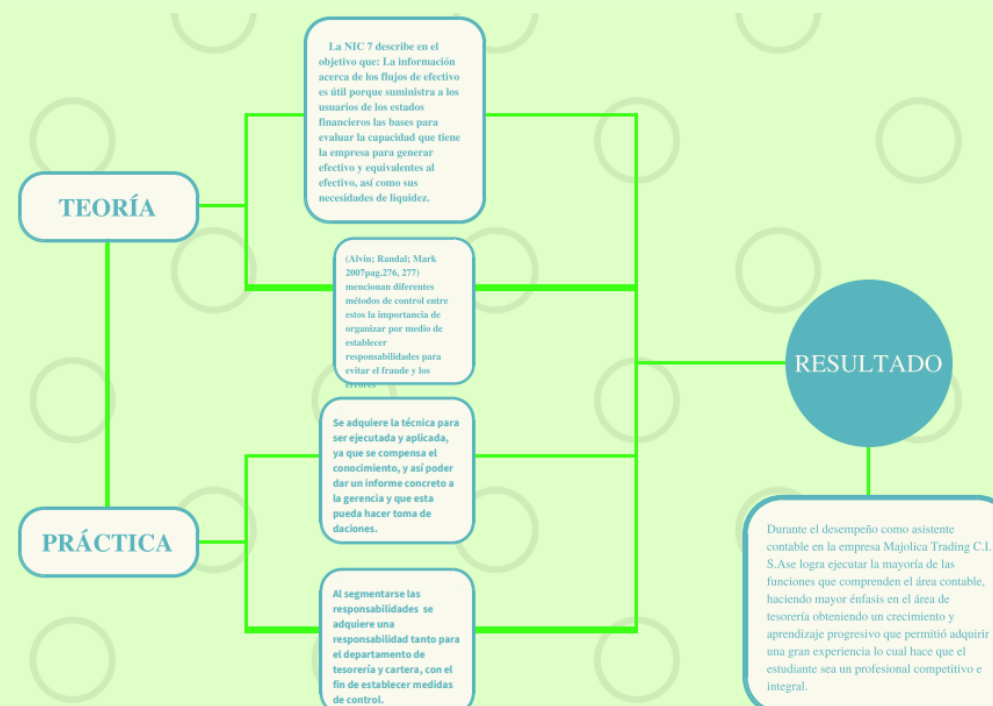 La NIC 7 describe en el
objetivo que: La información
acerca de los flujos de efectivo
es útil porque suministra a los
usuarios de los estados
financieros las bases para
evaluar la capacidad que tiene
la empresa para generar
efectivo y equivalentes al
efectivo, así como sus
necesidades de liquidez.
TEORÍA
(Alvin; Randal; Mark
2007pag.276, 277)
mencionan diferentes
métodos de control entre
estos la importancia de
organizar por medio de
establecer
responsabilidades para
evitar el fraude y los
errores
Se adquiere la técnica para
ser ejecutada y aplicada,
ya que se compensa el
conocimiento, y así poder
dar un informe concreto a
la gerencia y que esta
pueda hacer toma de
daciones.
PRÁCTICA
Al segmentarse las
responsabilidades se
adquiere una
responsabilidad tanto para
el departamento de
tesorería y cartera, con el
fin de establecer medidas
de control.
RESULTADO
Durante el desempeño como asistente
contable en la empresa Majolica Trading C.I.
S.Ase logra ejecutar la mayoría de las
funciones que comprenden el área contable,
haciendo mayor énfasis en el área de
tesorería obteniendo un crecimiento y
aprendizaje progresivo que permitió adquirir
una gran experiencia lo cual hace que el
estudiante sea un profesional competitivo e
integral.